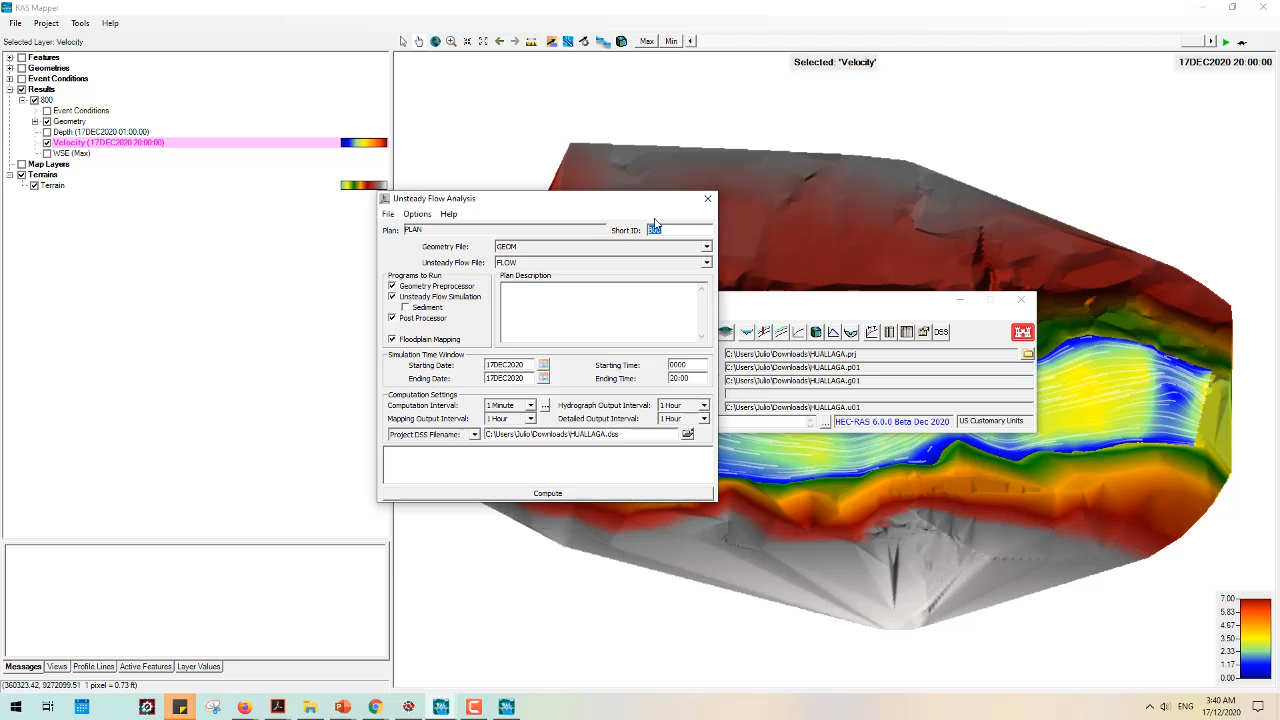 RAS Mapper
File Project Tools Help
Selected Layer: Velocity
Max Min
Features
Geometries
Event Conditions
Results
800
Event Conditions
Geometry
Depth (17DEC2020 01:00:00)
Velocity (17DEC2020 20:00:00)
WSE (Max)
Map Layers
Terrains
Terrain
Selected: 'Velocity'
17DEC2020 20:00:00
Unsteady Flow Analysis
File Options Help
Plan: PLAN Short ID:
Geometry File: GEOM
Unsteady Flow File: FLOW
Programs to Run
Geometry Preprocessor
Unsteady Flow Simulation
Sediment
Post Processor
Floodplain Mapping
Plan Description
Simulation Time Window
Starting Date: 17DEC2020 Starting Time: 0000
Ending Date: 17DEC2020 Ending Time: 20:00
Computation Settings
Computation Interval: 1 Minute ... Hydrograph Output Interval: 1 Hour
Mapping Output Interval: 1 Hour Detailed Output Interval: 1 Hour
Project DSS Filename: C:\Users\Julio\Downloads\HUALLAGA.dss
Compute
DSS
C:\Users\Julio\Downloads\HUALLAGA.prj
C:\Users\Julio\Downloads\HUALLAGA.p01
C:\Users\Julio\Downloads\HUALLAGA.g01
C:\Users\Julio\Downloads\HUALLAGA.u01
... HEC-RAS 6.0.0 Beta Dec 2020 US Customary Units
7.00
5.83
4.67
3.50
2.33
1.17
0.00
Messages Views Profile Lines Active Features Layer Values
(360323.42, 9272099.51 1 pixel = 0.73 ft)
ENG
3:40 AM
17/12/2020